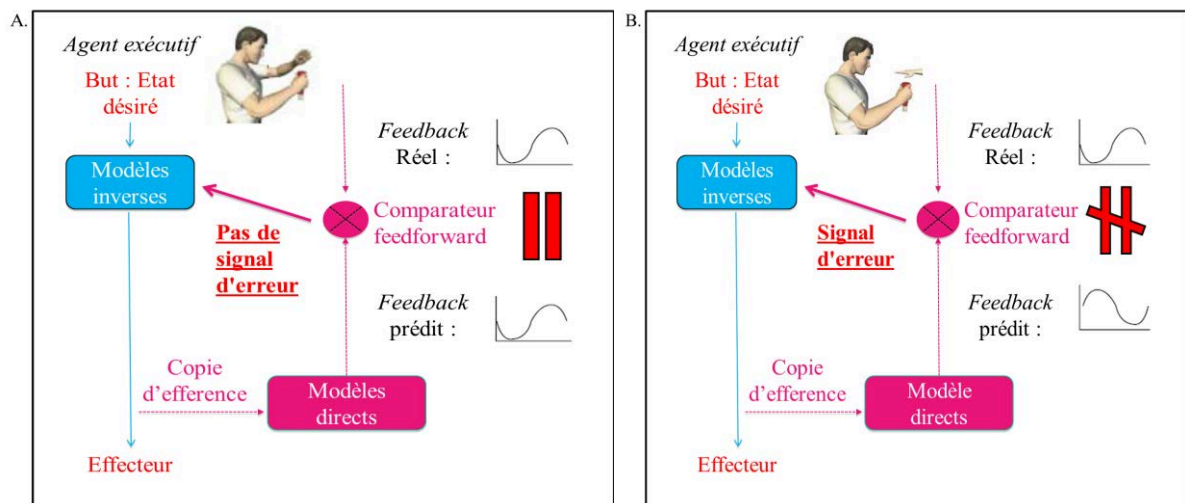 A.
Agent exécutif
But : Etat
désiré
Modèles
inverses
Feedback
Réel :
Comparateur
feedforward
Pas de
signal
d'erreur
Feedback
prédit :
Copie
d’efference
Modèles
directs
Effecteur
B.
Agent exécutif
But : Etat
désiré
Modèles
inverses
Feedback
Réel :
Comparateur
feedforward
Signal
d'erreur
Feedback
prédit :
Copie
d’efference
Modèle
directs
Effecteur